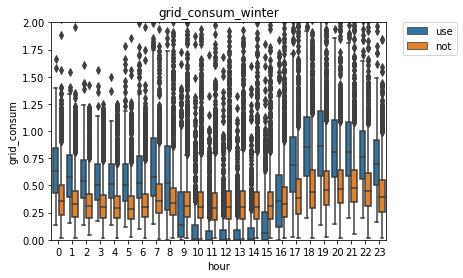 grid_consum_winter
use
not
2.00
1.75
1.50
1.25
1.00
0.75
0.50
0.25
0.00
grid_consum
0 1 2 3 4 5 6 7 8 9 10 11 12 13 14 15 16 17 18 19 20 21 22 23
hour